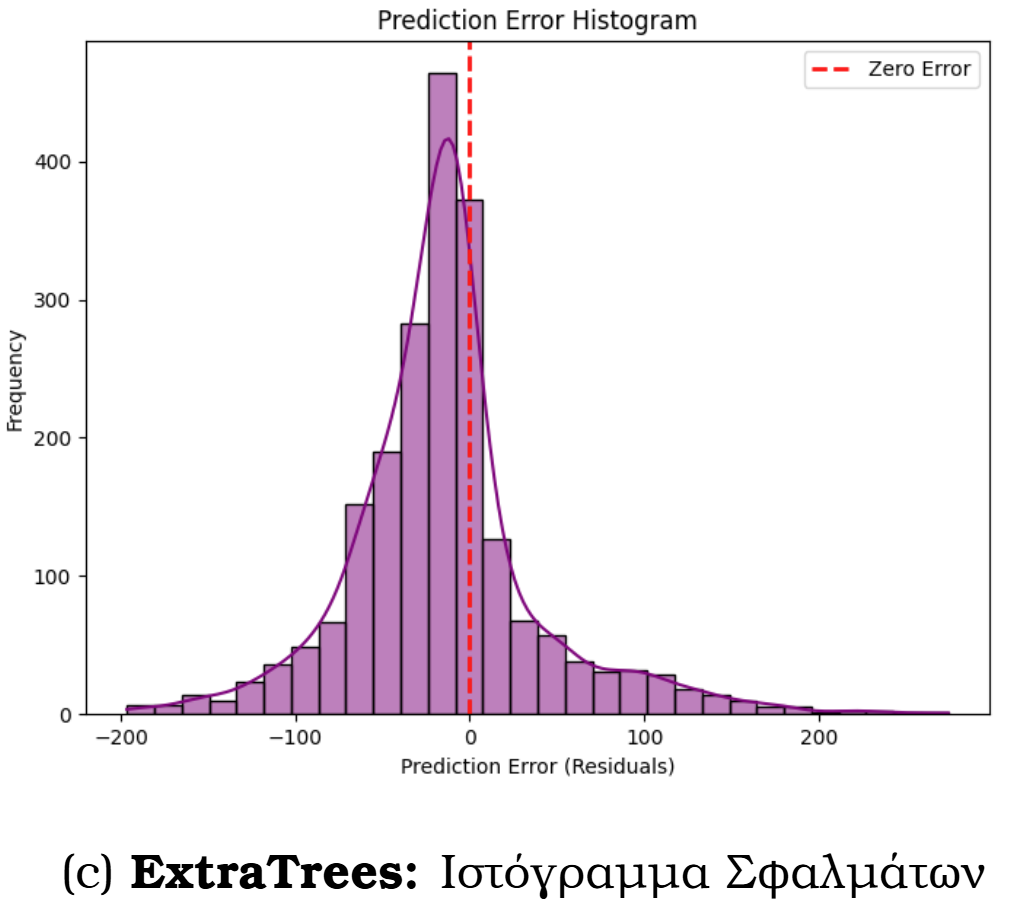 Prediction Error Histogram
Zero Error
Frequency
400
300
200
100
0
−200
−100
0
100
200
Prediction Error (Residuals)
(c) ExtraTrees: Ιστόγραμμα Σφαλμάτων